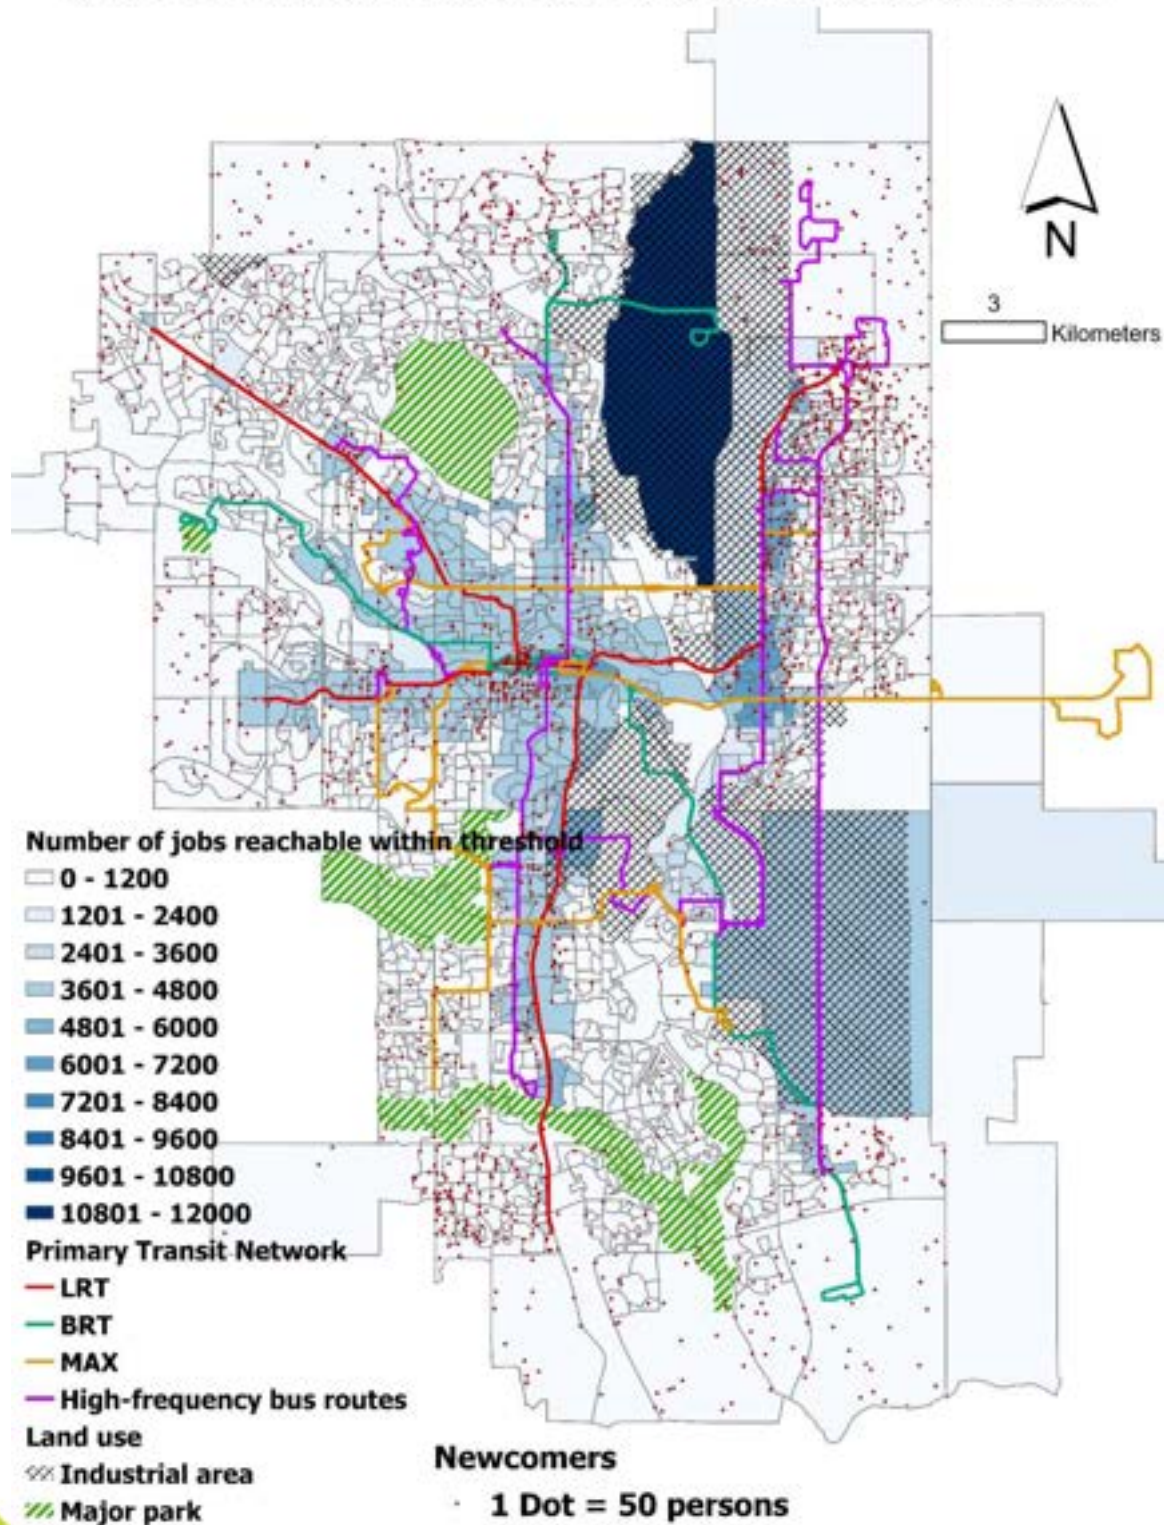 N
3
Kilometers
Number of jobs reachable within threshold
0 - 1200
1201 - 2400
2401 - 3600
3601 - 4800
4801 - 6000
6001 - 7200
7201 - 8400
8401 - 9600
9601 - 10800
10801 - 12000
Primary Transit Network
LRT
BRT
MAX
High-frequency bus routes
Land use
Industrial area
Major park
Newcomers
1 Dot = 50 persons